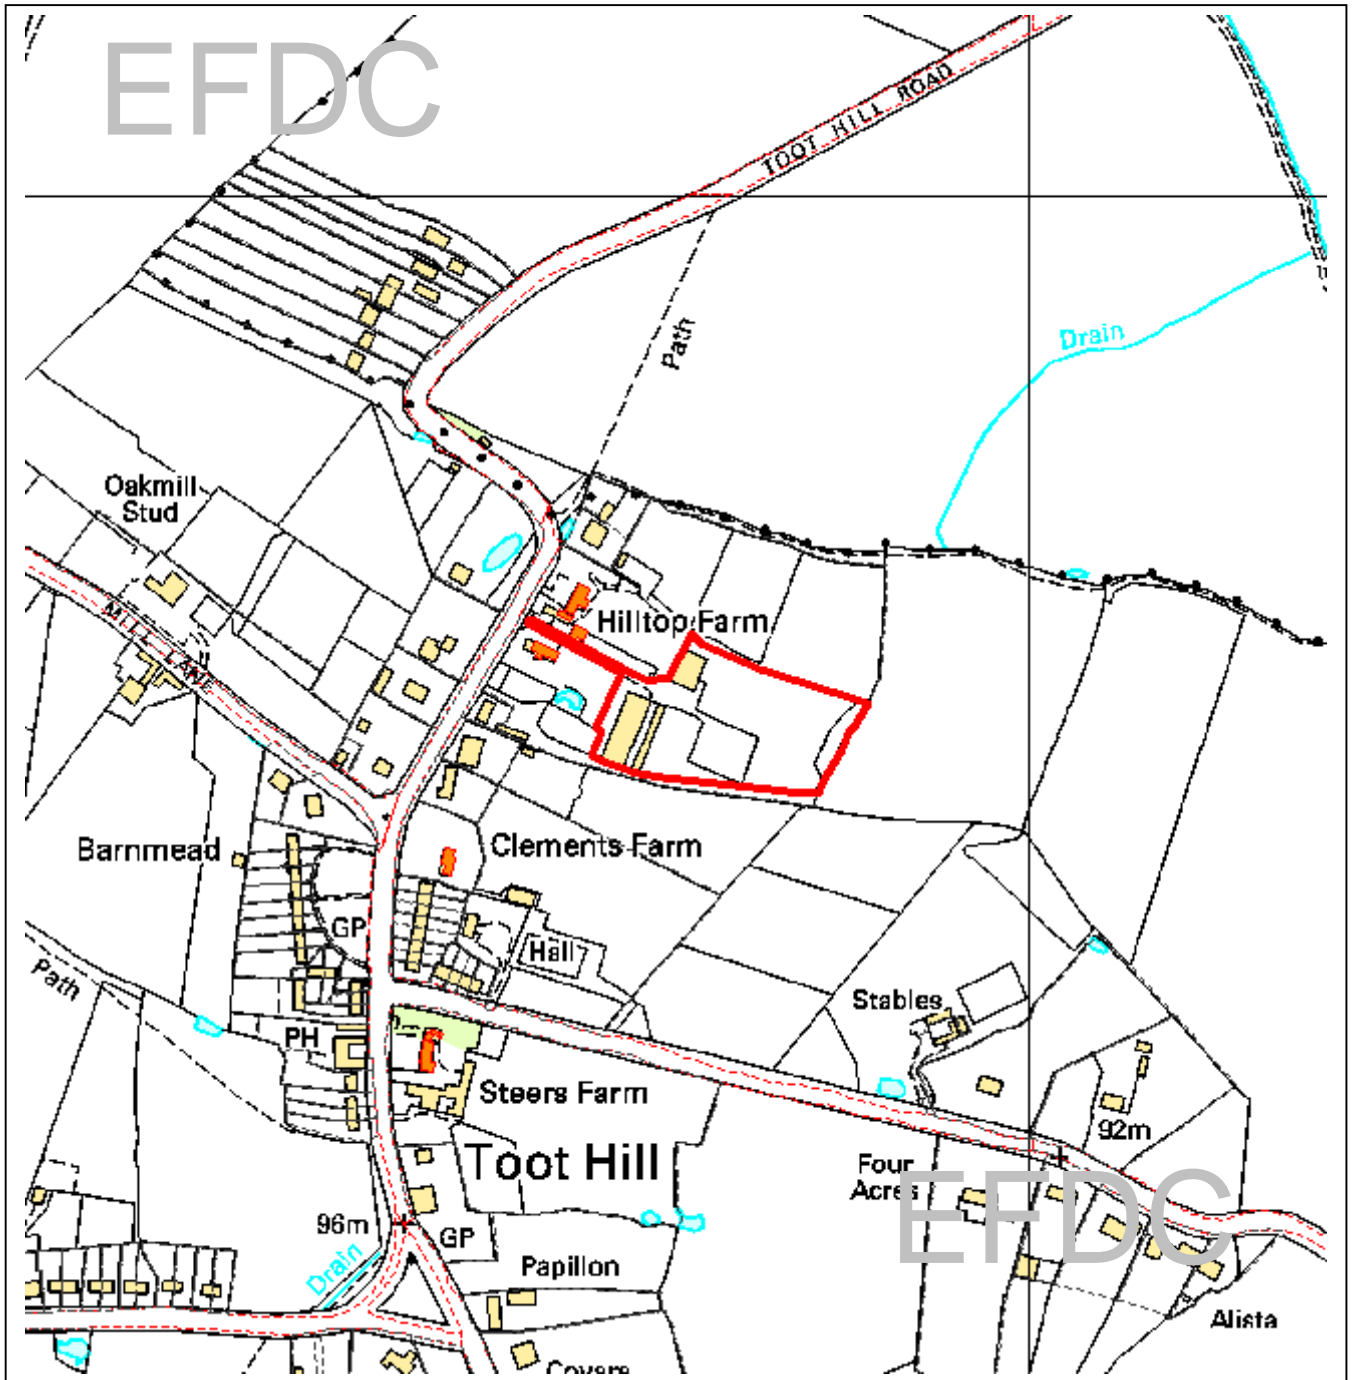 EFDC
TOOT HILL ROAD
Path
Drain
Oakmill
Stud
MILL LANE
Hilltop Farm
Barnmead
Clements Farm
GP
Hall
Path
PH
Stables
Steers Farm
92m
Toot Hill
Four
Acres
EFDC
96m
GP
Drain
Papillon
Alista